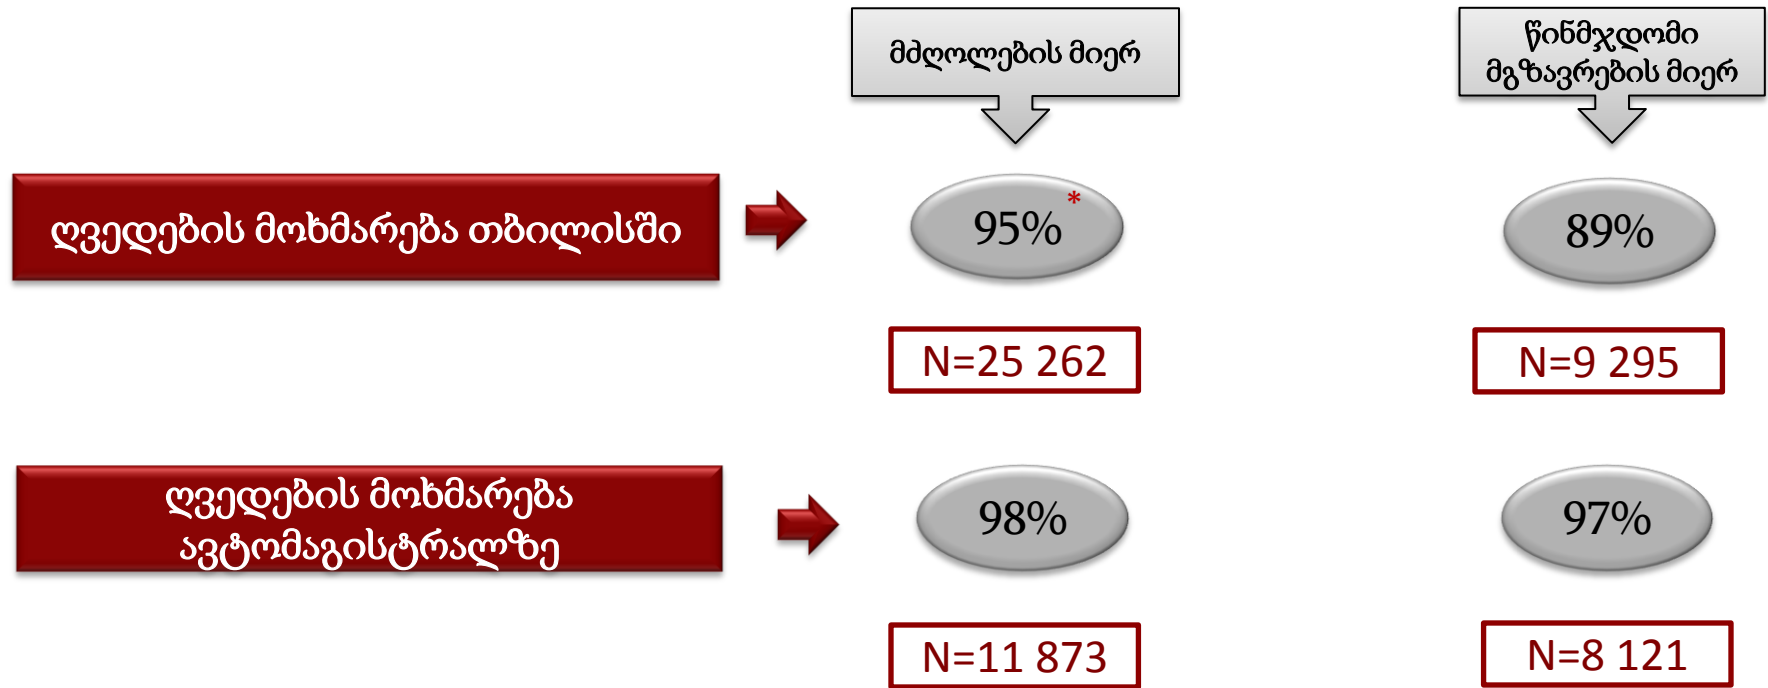 მძღოლების მიერ
წინმჯდომი
მგზავრების მიერ
ღვედების მოხმარება თბილისში
95%*
89%
N=25 262
N=9 295
ღვედების მოხმარება
ავტომაგისტრალზე
98%
97%
N=11 873
N=8 121